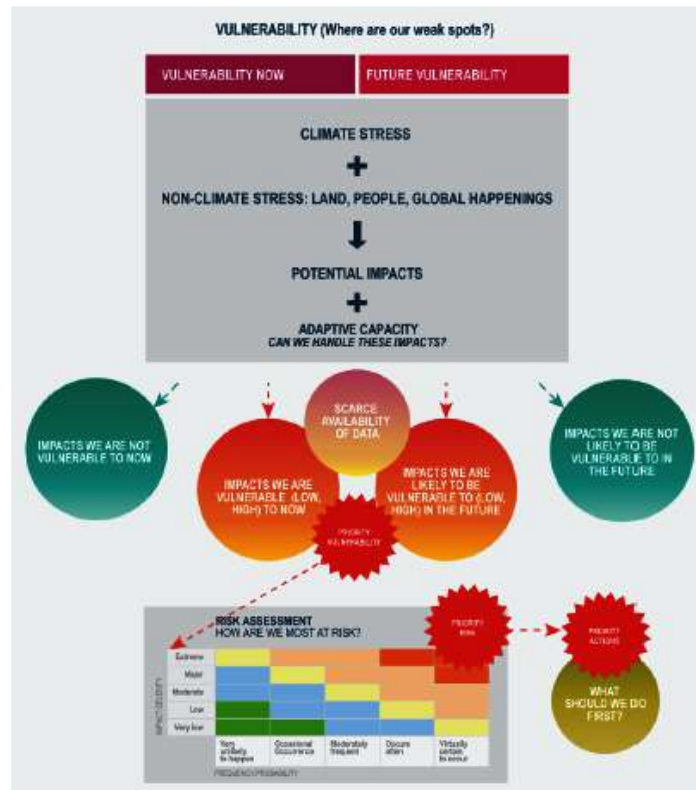 VULNERABILITY (Where are our weak spots?)
VULNERABILITY NOW
FUTURE VULNERABILITY
CLIMATE STRESS
+
NON-CLIMATE STRESS: LAND, PEOPLE, GLOBAL HAPPENINGS
POTENTIAL IMPACTS
+
ADAPTIVE CAPACITY
CAN WE HANDLE THESE IMPACTS?
IMPACTS WE ARE NOT
VULNERABLE TO NOW
SCARCE
AVAILABILITY
OF DATA
IMPACTS WE ARE
VULNERABLE (LOW,
HIGH) TO NOW
IMPACTS WE ARE
LIKELY TO BE
VULNERABLE TO (LOW,
HIGH) IN THE FUTURE
IMPACTS WE ARE NOT
LIKELY TO BE
VULNERABLE TO IN
THE FUTURE
PRIORITY
VULNERABILITY
RISK ASSESSMENT
HOW ARE WE MOST AT RISK?
PRIORITY
RISK
PRIORITY
ACTIONS
WHAT
SHOULD WE DO
FIRST?
IMPACT SEVERITY
Extreme
Major
Moderate
Low
Very low
Very
unlikely
to happen
Occasional
Occurrence
Moderately
frequent
Occurs
often
Virtually
certain
to occur
FREQUENCY/PROBABILITY